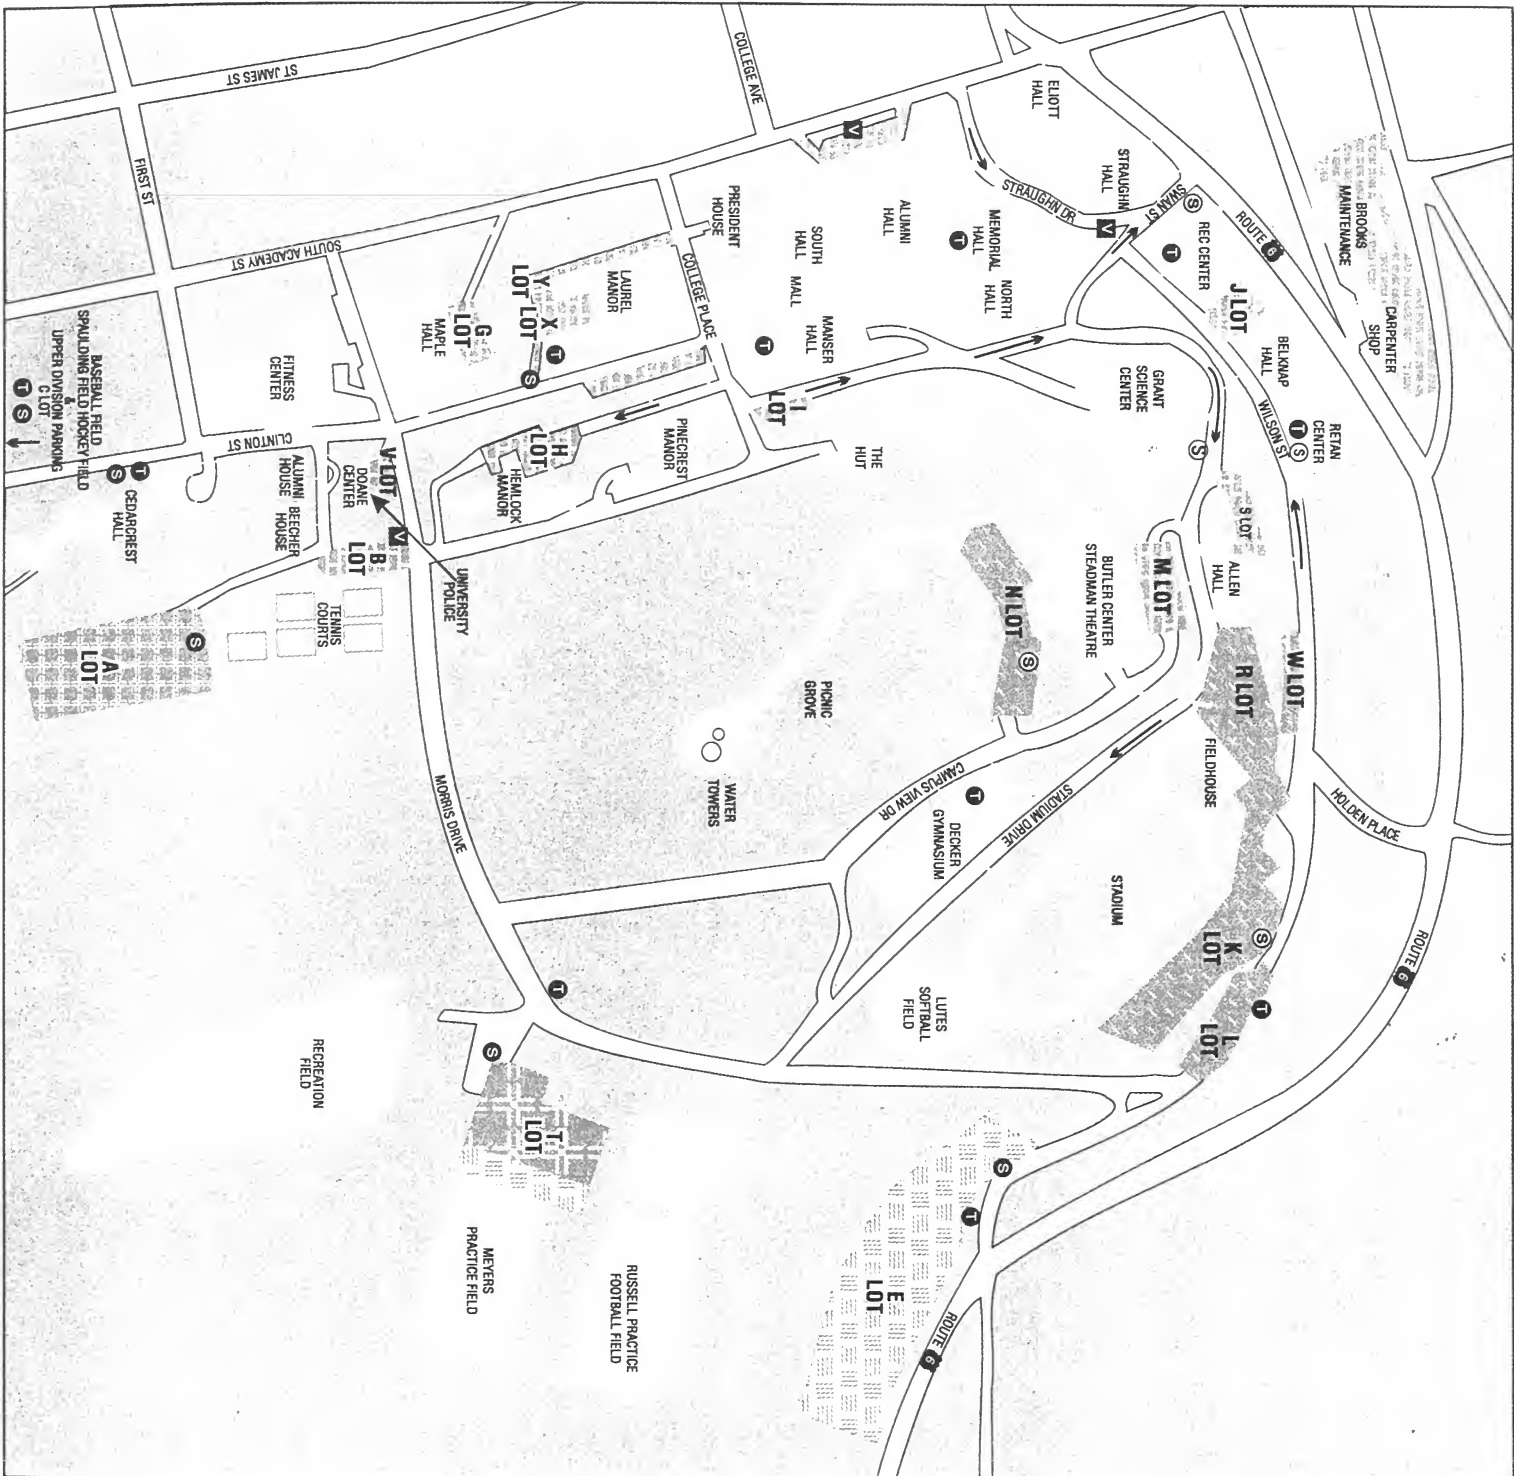 ST JAMES ST
COLLEGE AVE
FIRST ST
SOUTH ACADEMY ST
ELIOTT
HALL
STRAUGHN
HALL
STRAUGHN DR
V
SWAN ST
S
REC CENTER
T
ROUTE 6
BROOKS
MAINTENANCE
CARPENTER
SHOP
V
PRESIDENT
HOUSE
SOUTH
HALL
ALUMNI
HALL
MEMORIAL
HALL
T
NORTH
HALL
MALL
MANSER
HALL
T
COLLEGE PLACE
J LOT
BELKNAP
HALL
WILSON ST
RETAN
CENTER
T S
GRANT
SCIENCE
CENTER
S
S LOT
ALLEN
HALL
LAUREL
MANOR
X
LOT
Y
LOT
T
S
G
LOT
MAPLE
HALL
FITNESS
CENTER
CLINTON ST
BASEBALL FIELD
&
SPAULDING FIELD HOCKEY FIELD
UPPER DIVISION PARKING
C LOT
T S
T
S
CEDARCREST
HALL
ALUMNI
HOUSE
BEECHER
HOUSE
DOANE
CENTER
V LOT
V
B
LOT
UNIVERSITY
POLICE
H
LOT
HEMLOCK
MANOR
PINECREST
MANOR
I
LOT
THE
HUT
TENNIS
COURTS
S
A
LOT
N LOT
S
BUTLER CENTER
STEADMAN THEATRE
M LOT
R LOT
W LOT
FIELDHOUSE
HOLDEN PLACE
PICNIC
GROVE
WATER
TOWERS
CAMPUS VIEW DR
STADIUM DRIVE
T
DECKER
GYMNASIUM
STADIUM
MORRIS DRIVE
LUTES
SOFTBALL
FIELD
S
K
LOT
T
L
LOT
ROUTE 6
T
S
T
LOT
RECREATION
FIELD
MEYERS
PRACTICE FIELD
RUSSELL PRACTICE
FOOTBALL FIELD
S
T
E
LOT
ROUTE 6